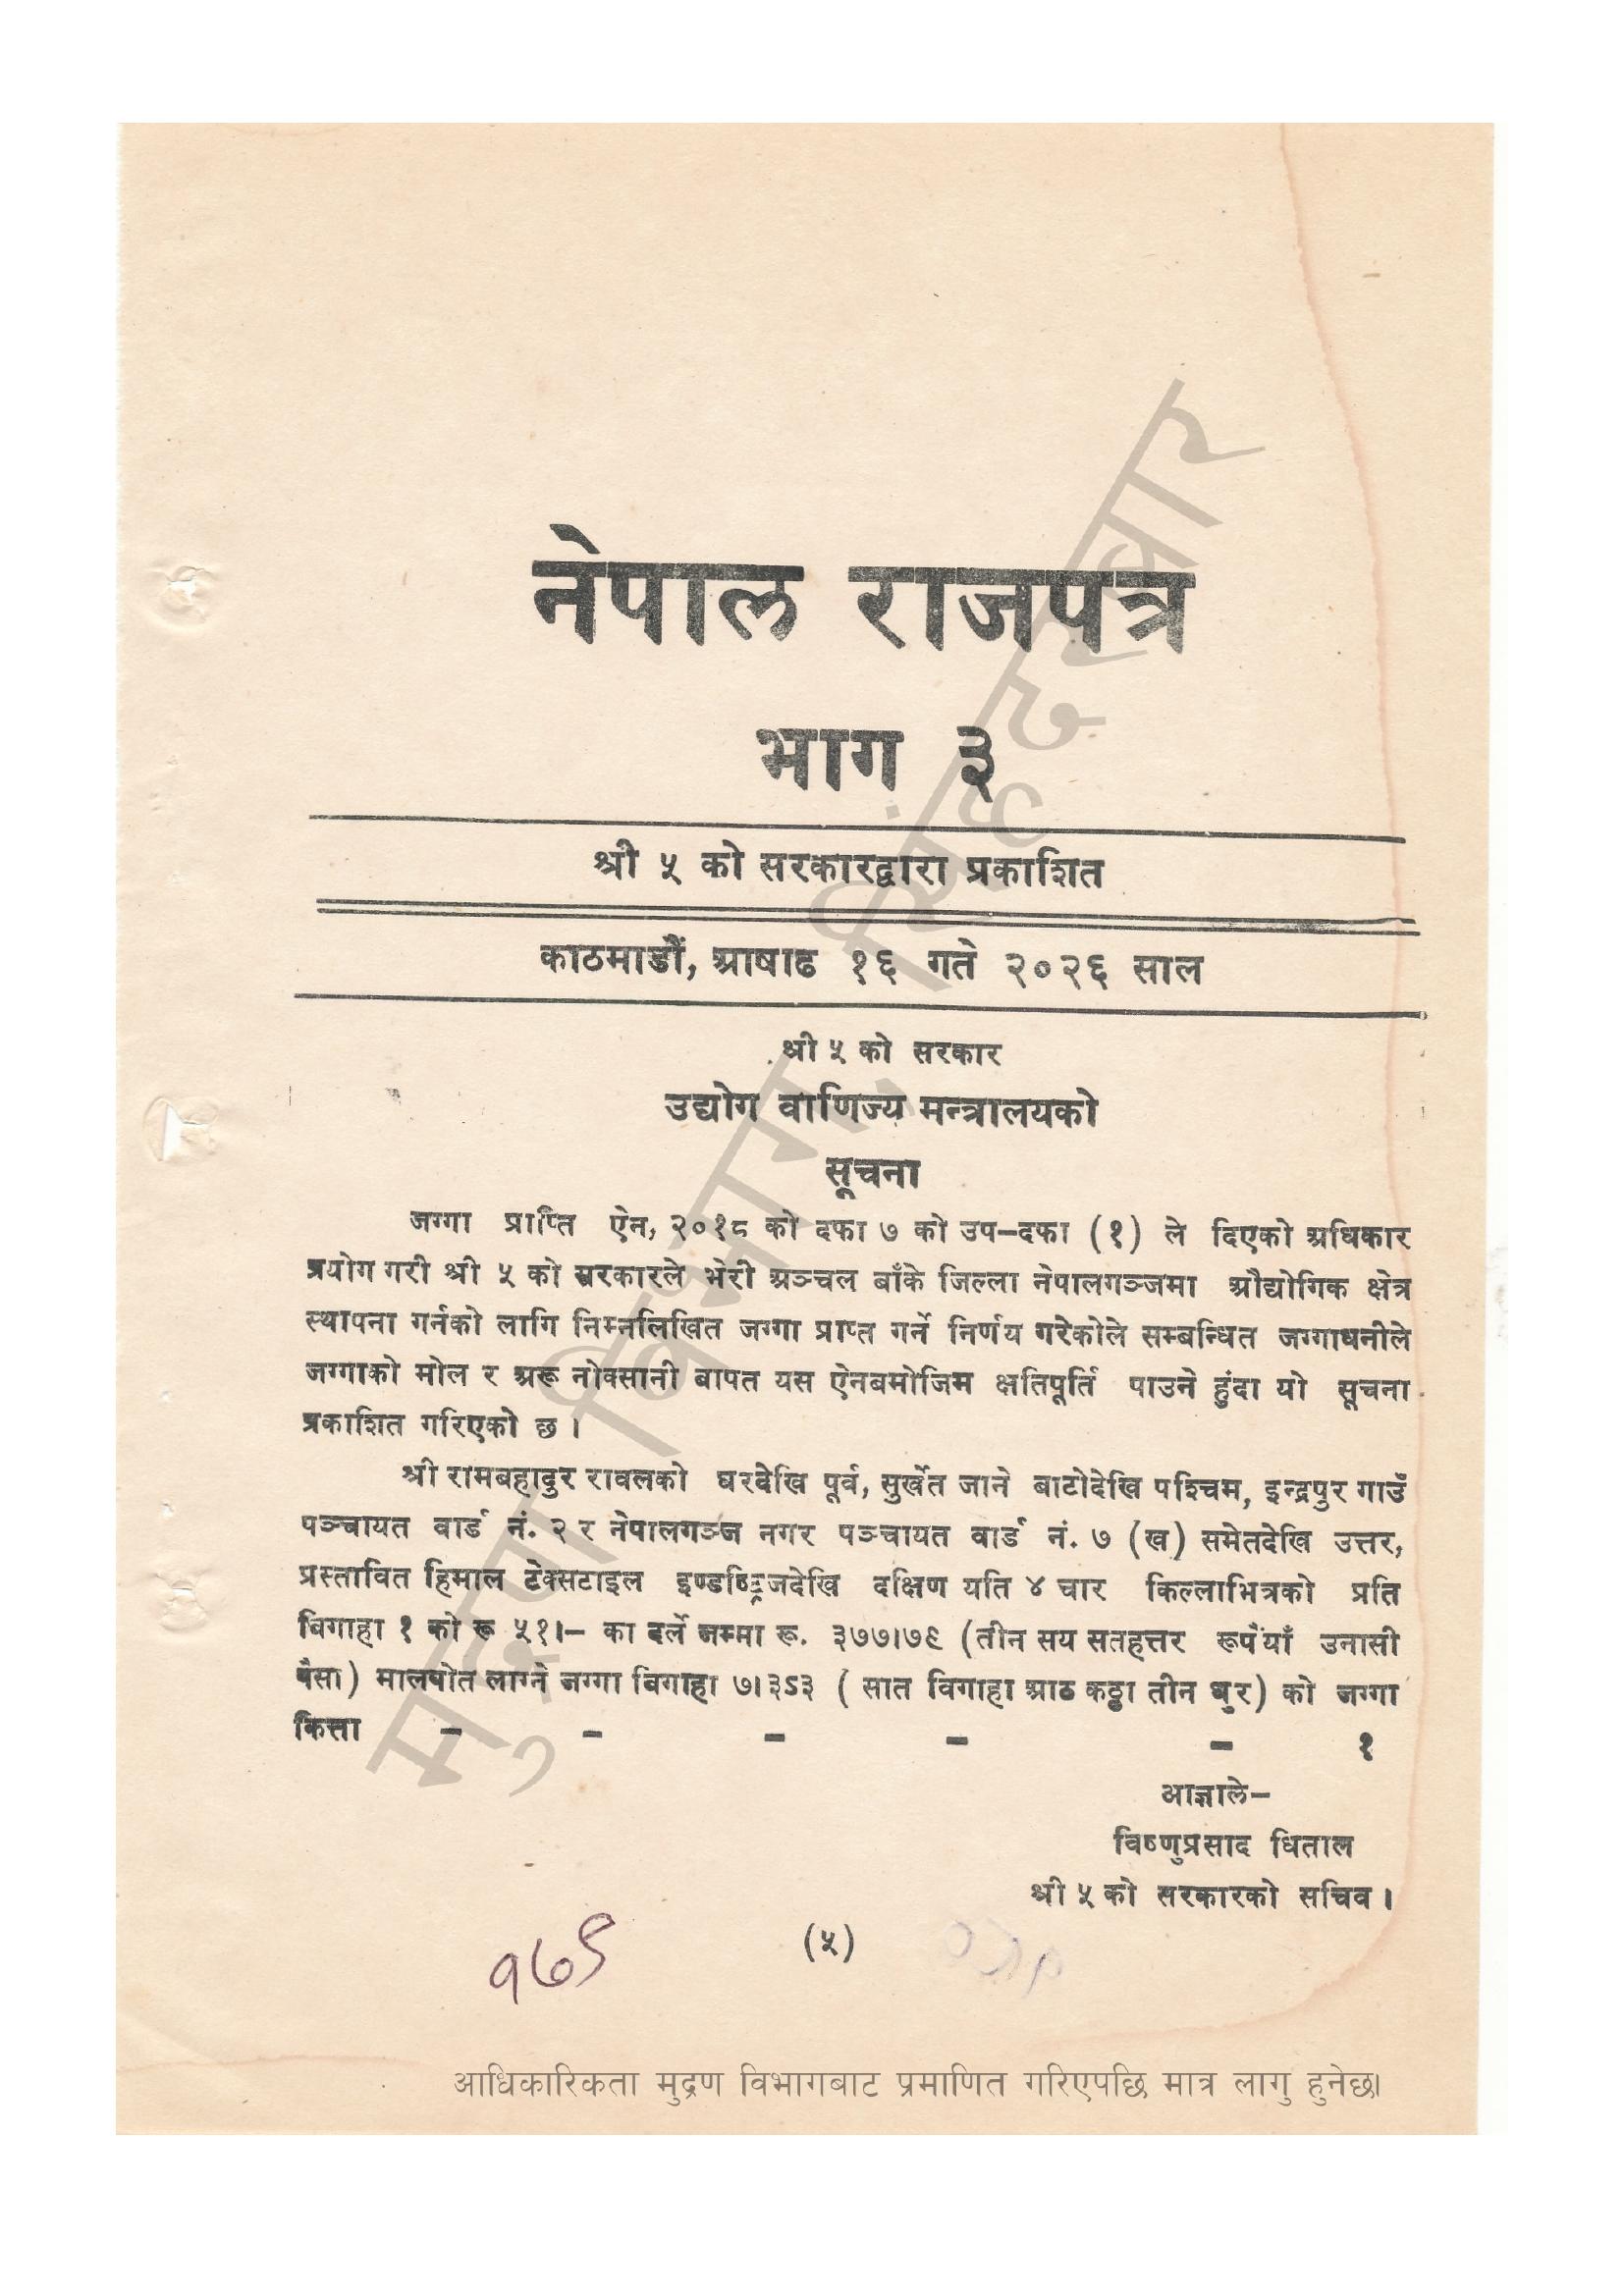 नेपाल राजपत्र
भाग ३
श्री ५ को सरकारद्वारा प्रकाशित
काठमाडौं, आषाढ १६ गते २०२६ साल
श्री ५ को सरकार
उद्योग वाणिज्य मन्त्रालयको
सूचना
जग्गा प्राप्ति ऐन, २०१८ को दफा ७ को उप-दफा (१) ले दिएको अधिकार
प्रयोग गरी श्री ५ को सरकारले भेरी अञ्चल बाँके जिल्ला नेपालगञ्जमा औद्योगिक क्षेत्र
स्थापना गर्नको लागि निम्नलिखित जग्गा प्राप्त गर्ने निर्णय गरेकोले सम्बन्धित जग्गाधनीले
जग्गाको मोल र अरू नोक्सानी बापत यस ऐनबमोजिम क्षतिपूर्ति पाउने हुंदा यो सूचना
प्रकाशित गरिएको छ ।
श्री रामबहादुर रावलको घरदेखि पूर्व, सुर्खेत जाने बाटोदेखि पश्चिम, इन्द्रपुर गाउँ
पञ्चायत वार्ड नं. २ र नेपालगञ्ज नगर पञ्चायत वार्ड नं. ७ (ख) समेतदेखि उत्तर,
प्रस्तावित हिमाल टेक्सटाइल इण्डष्ट्रिजदेखि दक्षिण यति ४ चार किल्लाभित्रको प्रति
विगाहा १ को रू ५१।- का दर्ले जम्मा रू. ३७७।७९ (तीन सय सतहत्तर रूपैंयाँ उनासी
पैसा) मालपोत लाग्ने जग्गा विगाहा ७।३ऽ३ ( सात विगाहा आठ कठ्ठा तीन धुर) को जग्गा
कित्ता - - - - - १
आज्ञाले-
विष्णुप्रसाद धिताल
श्री ५ को सरकारको सचिव ।
१७९ (५)
मुद्रण विभाग, सिंहदरबार
आधिकारिकता मुद्रण विभागबाट प्रमाणित गरिएपछि मात्र लागु हुनेछ।